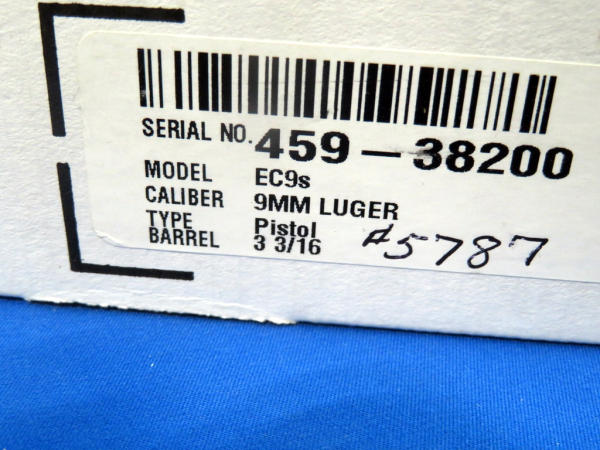 SERIAL NO. 459-38200
MODEL EC9s
CALIBER 9MM LUGER
TYPE Pistol
BARREL 3 3/16
#5787